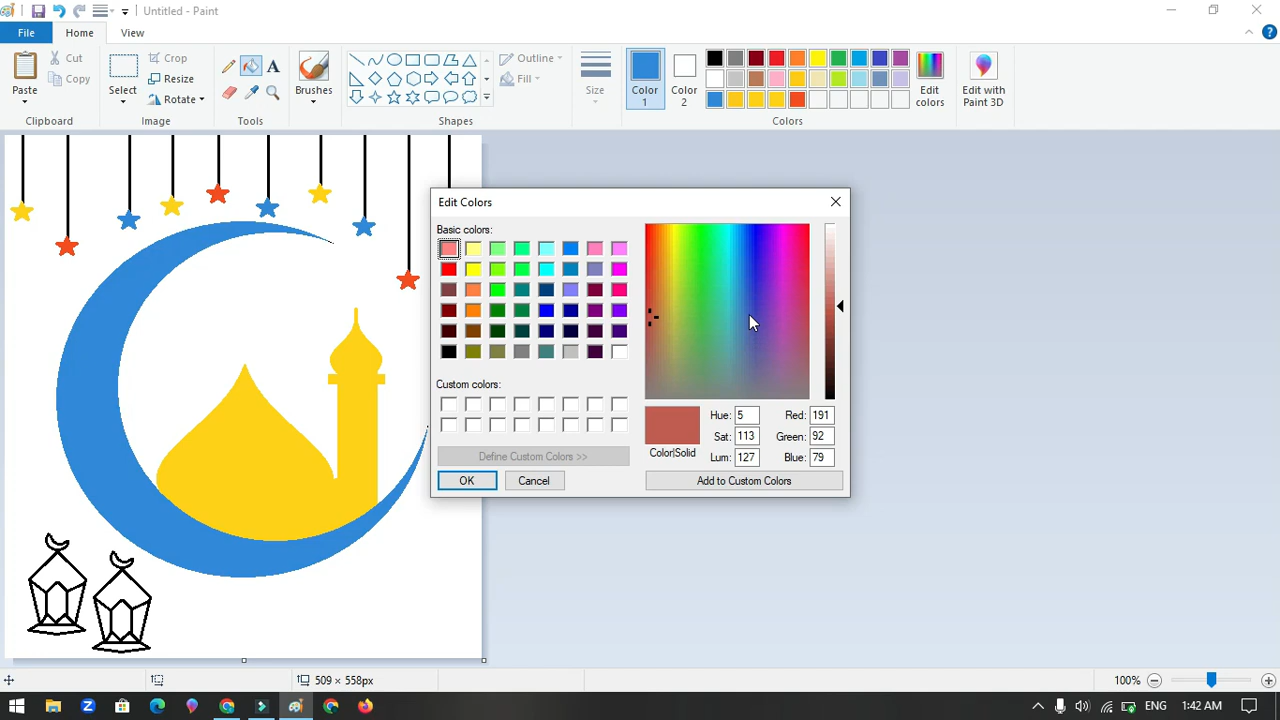 Untitled - Paint
File
Home
View
Paste
Cut
Copy
Clipboard
Select
Crop
Resize
Rotate
Image
A
Tools
Brushes
Outline
Fill
Shapes
Size
Color
1
Color
2
Edit
colors
Colors
Edit with
Paint 3D
Edit Colors
Basic colors:
Custom colors:
Define Custom Colors >>
OK
Cancel
Color|Solid
Hue: 5
Sat: 113
Lum: 127
Red: 191
Green: 92
Blue: 79
Add to Custom Colors
509 × 558px
100%
ENG
1:42 AM